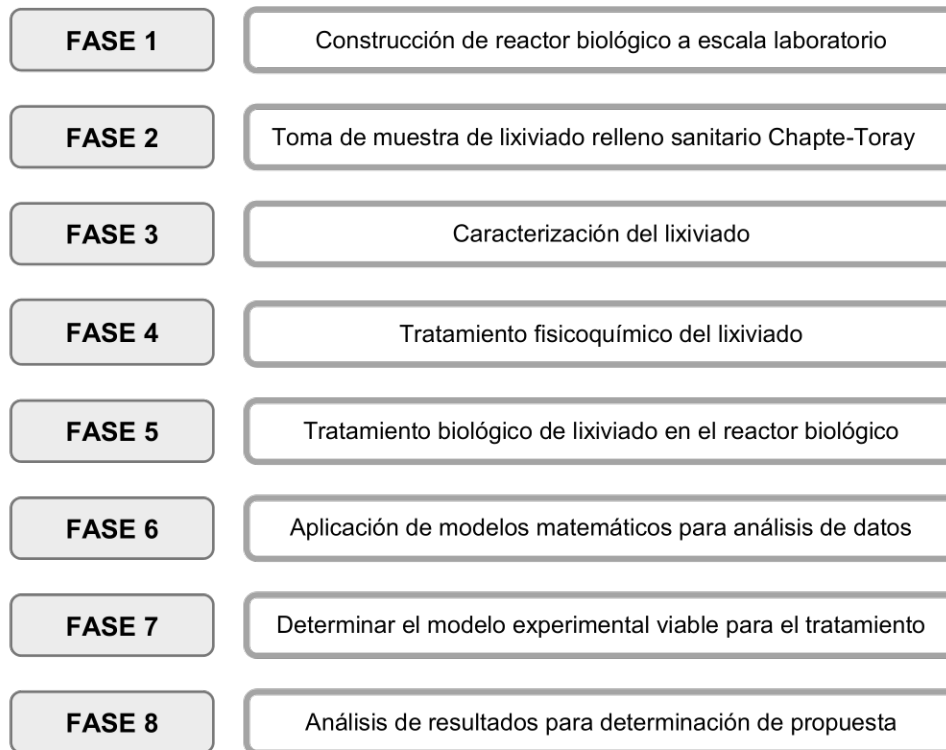 FASE 1
Construcción de reactor biológico a escala laboratorio
FASE 2
Toma de muestra de lixiviado relleno sanitario Chapte-Toray
FASE 3
Caracterización del lixiviado
FASE 4
Tratamiento fisicoquímico del lixiviado
FASE 5
Tratamiento biológico de lixiviado en el reactor biológico
FASE 6
Aplicación de modelos matemáticos para análisis de datos
FASE 7
Determinar el modelo experimental viable para el tratamiento
FASE 8
Análisis de resultados para determinación de propuesta